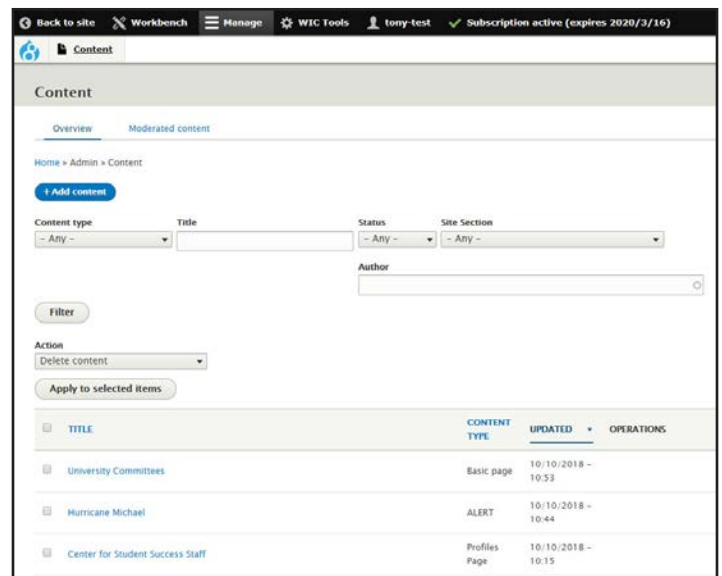 Back to site Workbench Manage WIC Tools tony-test Subscription active (expires 2020/3/16)
Content
Content
Overview Moderated content
Home » Admin » Content
+ Add content
Content type Title Status Site Section
- Any - - Any - - Any -
Author
Filter
Action
Delete content
Apply to selected items
TITLE CONTENT TYPE UPDATED OPERATIONS
University Committees Basic page 10/10/2018 – 10:53
Hurricane Michael ALERT 10/10/2018 – 10:44
Center for Student Success Staff Profiles Page 10/10/2018 – 10:15